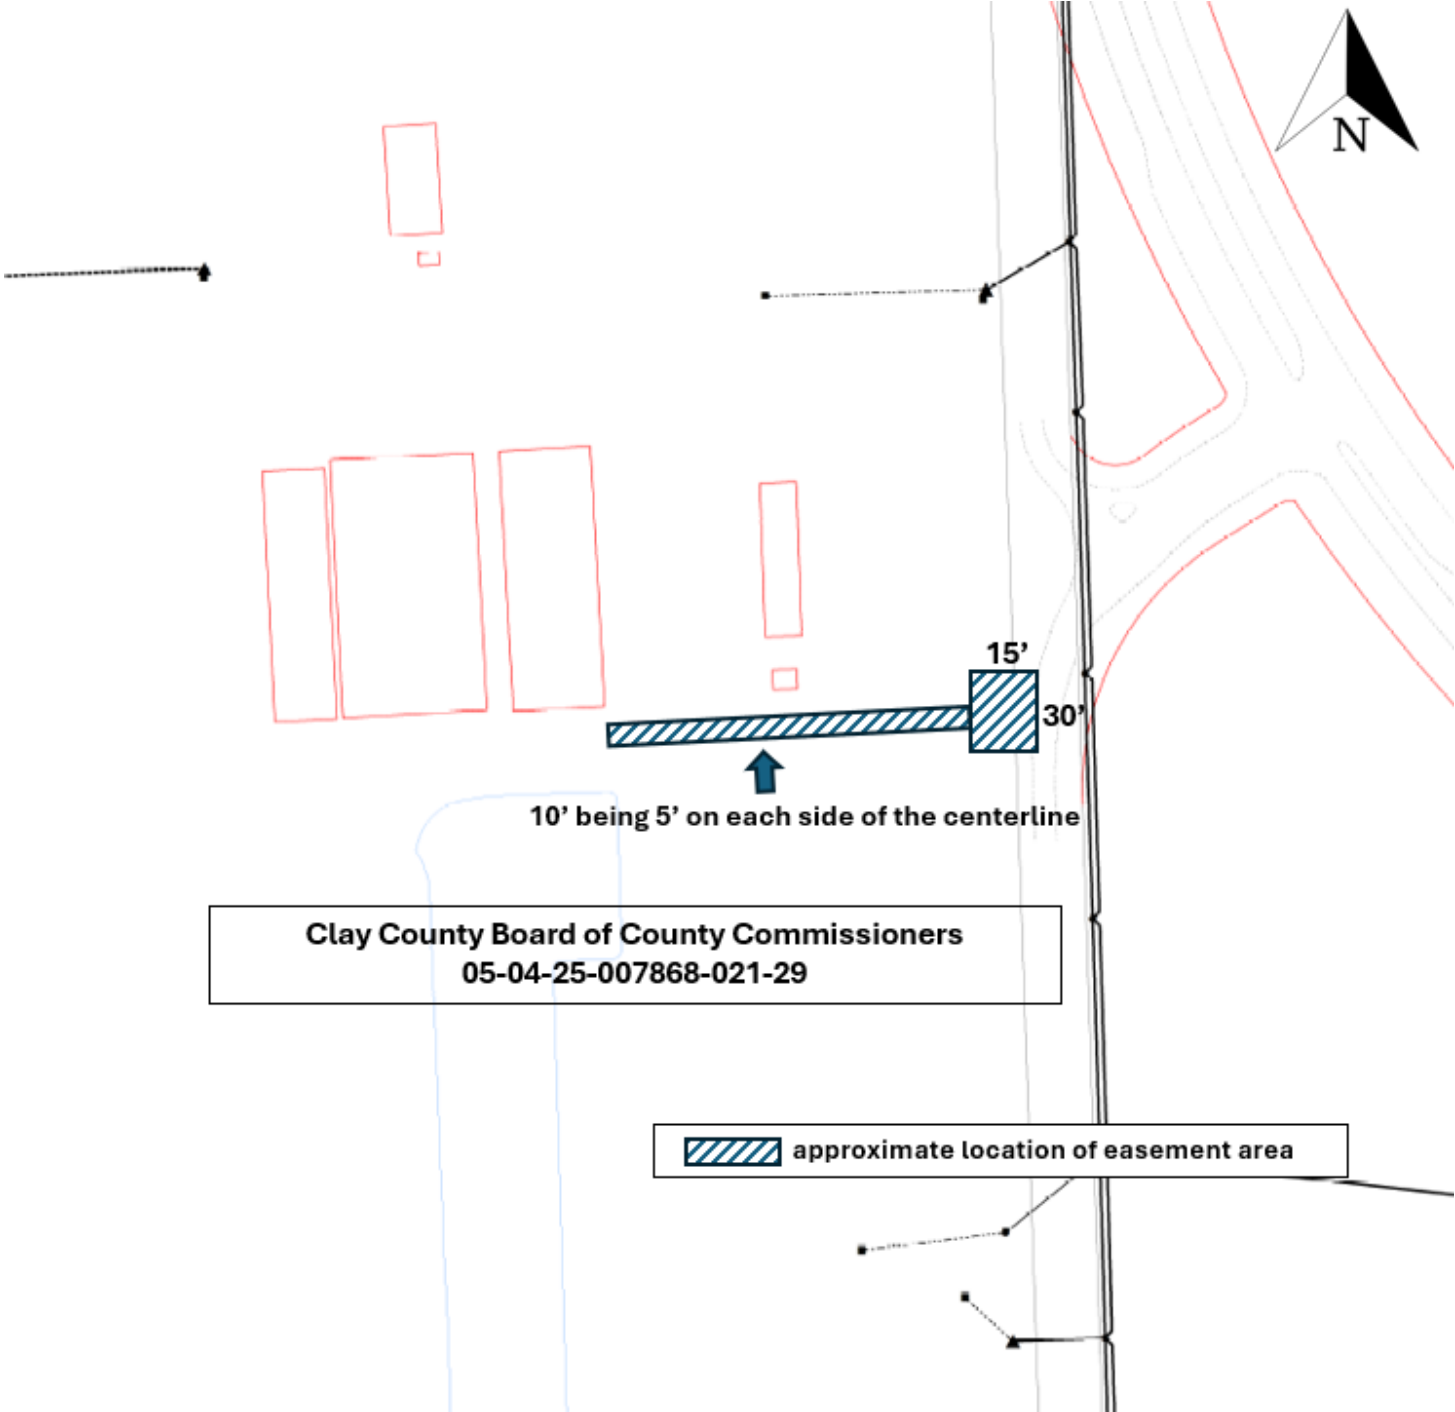 N
15’
30’
10’ being 5’ on each side of the centerline
Clay County Board of County Commissioners
05-04-25-007868-021-29
approximate location of easement area